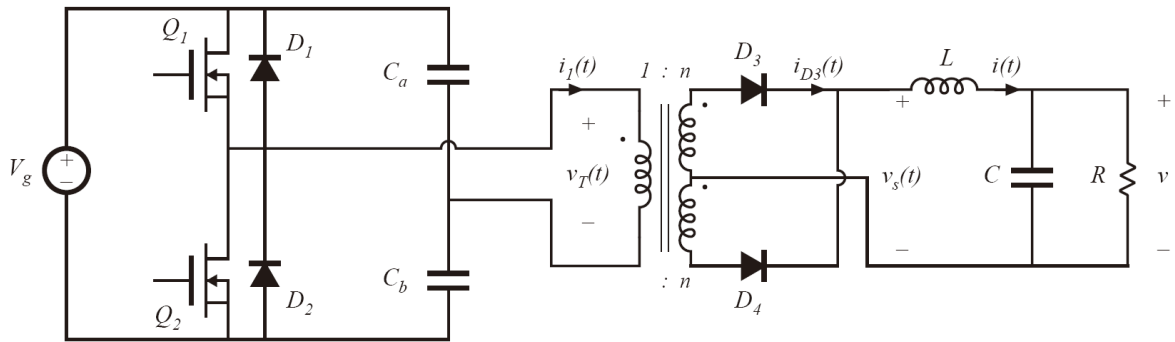 Q1
D1
Ca
i1(t)
1 : n
D3
iD3(t)
L
i(t)
+
−
Vg
+
vT(t)
−
+
vs(t)
−
C
R
+
v
−
Q2
D2
Cb
: n
D4